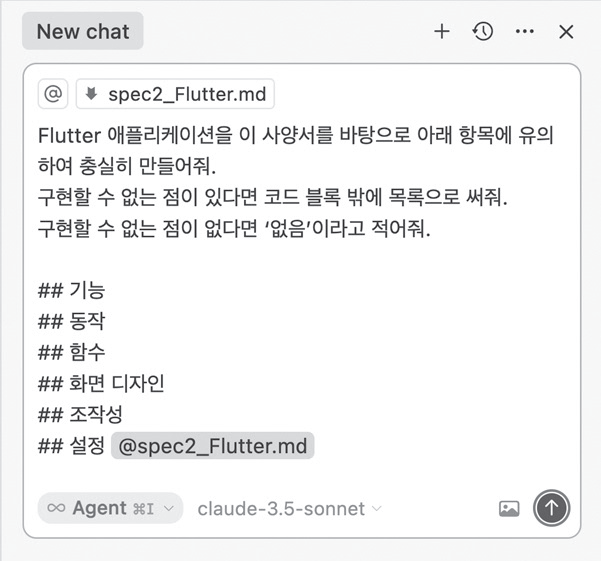 New chat
@ spec2_Flutter.md
Flutter 애플리케이션을 이 사양서를 바탕으로 아래 항목에 유의
하여 충실히 만들어줘.
구현할 수 없는 점이 있다면 코드 블록 밖에 목록으로 써줘.
구현할 수 없는 점이 없다면 ‘없음’이라고 적어줘.
## 기능
## 동작
## 함수
## 화면 디자인
## 조작성
## 설정 @spec2_Flutter.md
∞ Agent ⌘I claude-3.5-sonnet